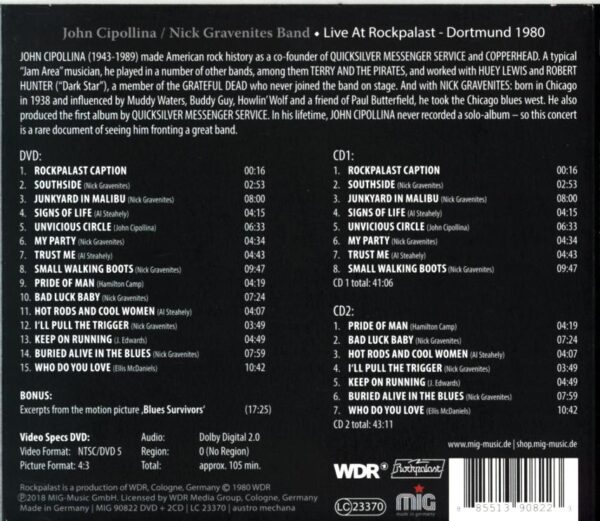 John Cipollina / Nick Gravenites Band • Live At Rockpalast - Dortmund 1980
JOHN CIPOLLINA (1943-1989) made American rock history as a co-founder of QUICKSILVER MESSENGER SERVICE and COPPERHEAD. A typical
"Jam Area" musician, he played in a number of other bands, among them TERRY AND THE PIRATES, and worked with HUEY LEWIS and ROBERT
HUNTER ("Dark Star"), a member of the GRATEFUL DEAD who never joined the band on stage. And with NICK GRAVENITES: born in Chicago
in 1938 and influenced by Muddy Waters, Buddy Guy, Howlin' Wolf and a friend of Paul Butterfield, he took the Chicago blues west. He also
produced the first album by QUICKSILVER MESSENGER SERVICE. In his lifetime, JOHN CIPOLLINA never recorded a solo-album – so this concert
is a rare document of seeing him fronting a great band.
DVD:
1. ROCKPALAST CAPTION 00:16
2. SOUTHSIDE (Nick Gravenites) 02:53
3. JUNKYARD IN MALIBU (Nick Gravenites) 08:00
4. SIGNS OF LIFE (Al Steahely) 04:15
5. UNVICIOUS CIRCLE (John Cipollina) 06:45
6. MY PARTY (Nick Gravenites) 04:34
7. TRUST ME (Al Steahely) 04:43
8. SMALL WALKING BOOTS (Nick Gravenites) 09:47
9. PRIDE OF MAN (Hamilton Camp) 04:19
10. BAD LUCK BABY (Nick Gravenites) 07:24
11. HOT RODS AND COOL WOMEN (Al Steahely) 04:07
12. I'LL PULL THE TRIGGER (Nick Gravenites) 03:49
13. KEEP ON RUNNING (J. Edwards) 04:49
14. BURIED ALIVE IN THE BLUES (Nick Gravenites) 07:59
15. WHO DO YOU LOVE (Ellis McDaniels) 10:42
BONUS:
Excerpts from the motion picture ‚Blues Survivors' (17:25)
Video Specs DVD: Audio: Dolby Digital 2.0
Video Format: NTSC/DVD 5 Region: 0 (No Region)
Picture Format: 4:3 Total: approx. 105 min.
Rockpalast is a production of WDR, Cologne, Germany © 1980 WDR
Ⓟ2018 MIG-Music GmbH. Licensed by WDR Media Group, Cologne, Germany
Made in Germany | MIG 90822 DVD + 2CD | LC 23370 | austro mechana
CD1:
1. ROCKPALAST CAPTION 00:16
2. SOUTHSIDE (Nick Gravenites) 02:53
3. JUNKYARD IN MALIBU (Nick Gravenites) 08:00
4. SIGNS OF LIFE (Al Steahely) 04:15
5. UNVICIOUS CIRCLE (John Cipollina) 06:45
6. MY PARTY (Nick Gravenites) 04:34
7. TRUST ME (Al Steahely) 04:43
8. SMALL WALKING BOOTS (Nick Gravenites) 09:47
CD 1 total: 41:06
CD2:
1. PRIDE OF MAN (Hamilton Camp) 04:19
2. BAD LUCK BABY (Nick Gravenites) 07:24
3. HOT RODS AND COOL WOMEN (Al Steahely) 04:07
4. I'LL PULL THE TRIGGER (Nick Gravenites) 03:49
5. KEEP ON RUNNING (J. Edwards) 04:49
6. BURIED ALIVE IN THE BLUES (Nick Gravenites) 07:59
7. WHO DO YOU LOVE (Ellis McDaniels) 10:42
CD 2 total: 43:11
www.mig-music.de | shop.mig-music.de
WDR Rockpalast
LC 23370 MIG
made in germany
8 85513 90822 7